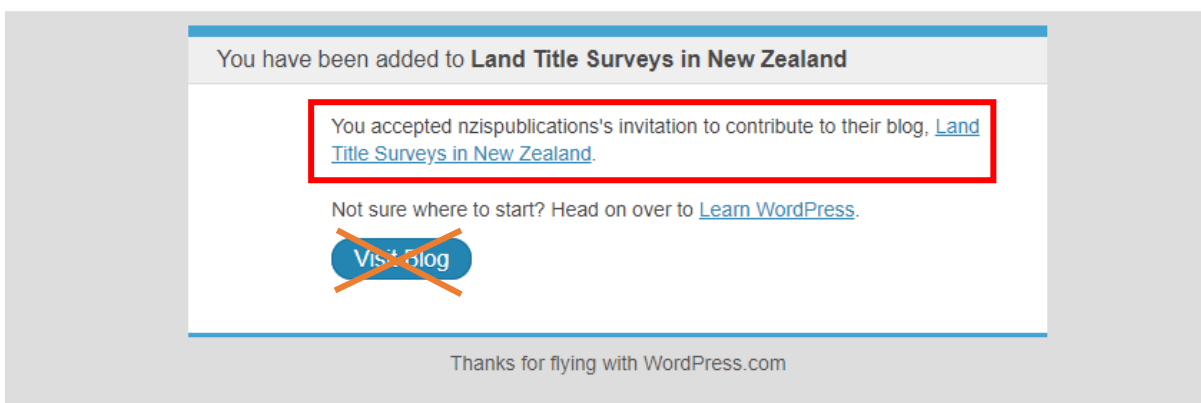 You have been added to Land Title Surveys in New Zealand
You accepted nzispublications's invitation to contribute to their blog, Land
Title Surveys in New Zealand.
Not sure where to start? Head on over to Learn WordPress.
Visit Blog
Thanks for flying with WordPress.com